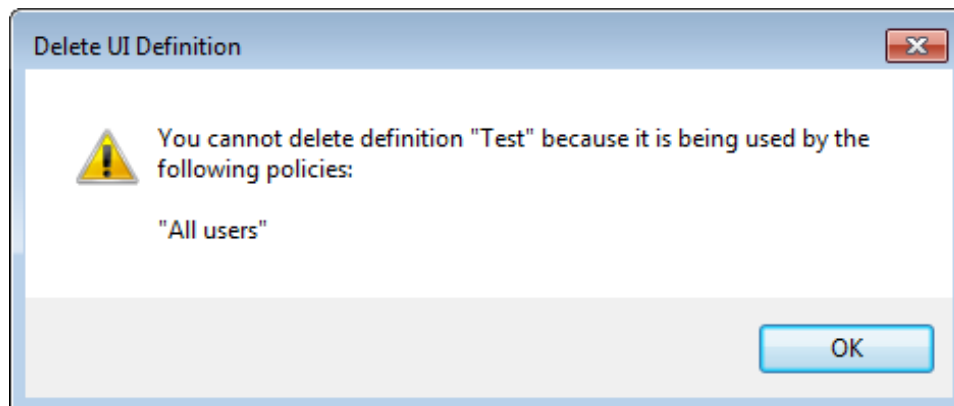 Delete UI Definition
You cannot delete definition "Test" because it is being used by the
following policies:
"All users"
OK